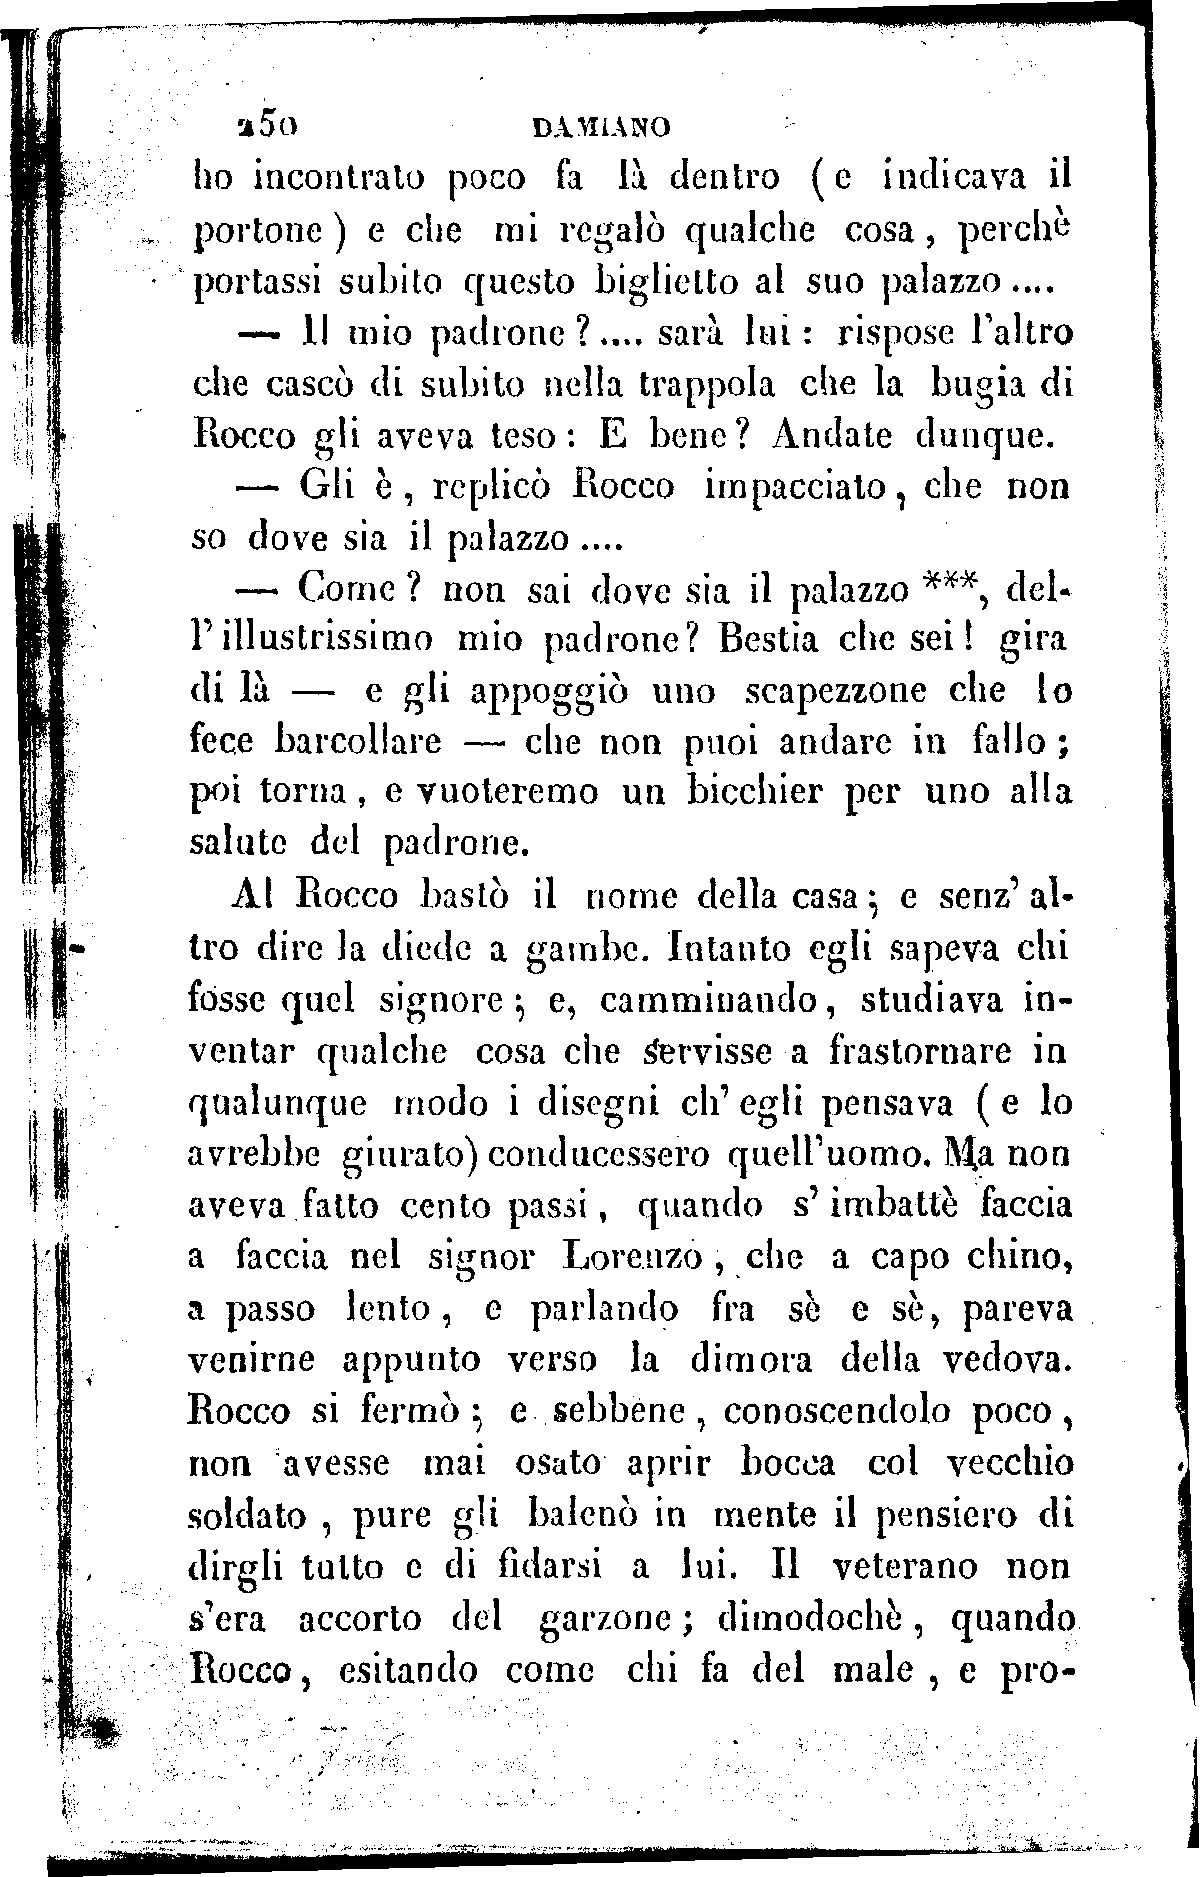 250 DAMIANO
ho incontrato poco fa là dentro (e indicava il
portone) e che mi regalò qualche cosa, perchè
portassi subito questo biglietto al suo palazzo....
— Il mio padrone?.... sarà lui: rispose l'altro
che cascò di subito nella trappola che la bugia di
Rocco gli aveva teso: E bene? Andate dunque.
— Gli è, replicò Rocco impacciato, che non
so dove sia il palazzo....
— Come? non sai dove sia il palazzo ***, del-
l'illustrissimo mio padrone? Bestia che sei! gira
di là — e gli appoggiò uno scapezzone che lo
fece barcollare — che non puoi andare in fallo;
poi torna, e vuoteremo un bicchier per uno alla
salute del padrone.
Al Rocco bastò il nome della casa; e senz'al-
tro dire la diede a gambe. Intanto egli sapeva chi
fosse quel signore; e, camminando, studiava in-
ventar qualche cosa che servisse a frastornare in
qualunque modo i disegni ch'egli pensava (e lo
avrebbe giurato) conducessero quell'uomo. Ma non
aveva fatto cento passi, quando s'imbattè faccia
a faccia nel signor Lorenzo, che a capo chino,
a passo lento, e parlando fra sè e sè, pareva
venirne appunto verso la dimora della vedova.
Rocco si fermò; e sebbene, conoscendolo poco,
non avesse mai osato aprir bocca col vecchio
soldato, pure gli balenò in mente il pensiero di
dirgli tutto e di fidarsi a lui. Il veterano non
s'era accorto del garzone; dimodochè, quando
Rocco, esitando come chi fa del male, e pro-